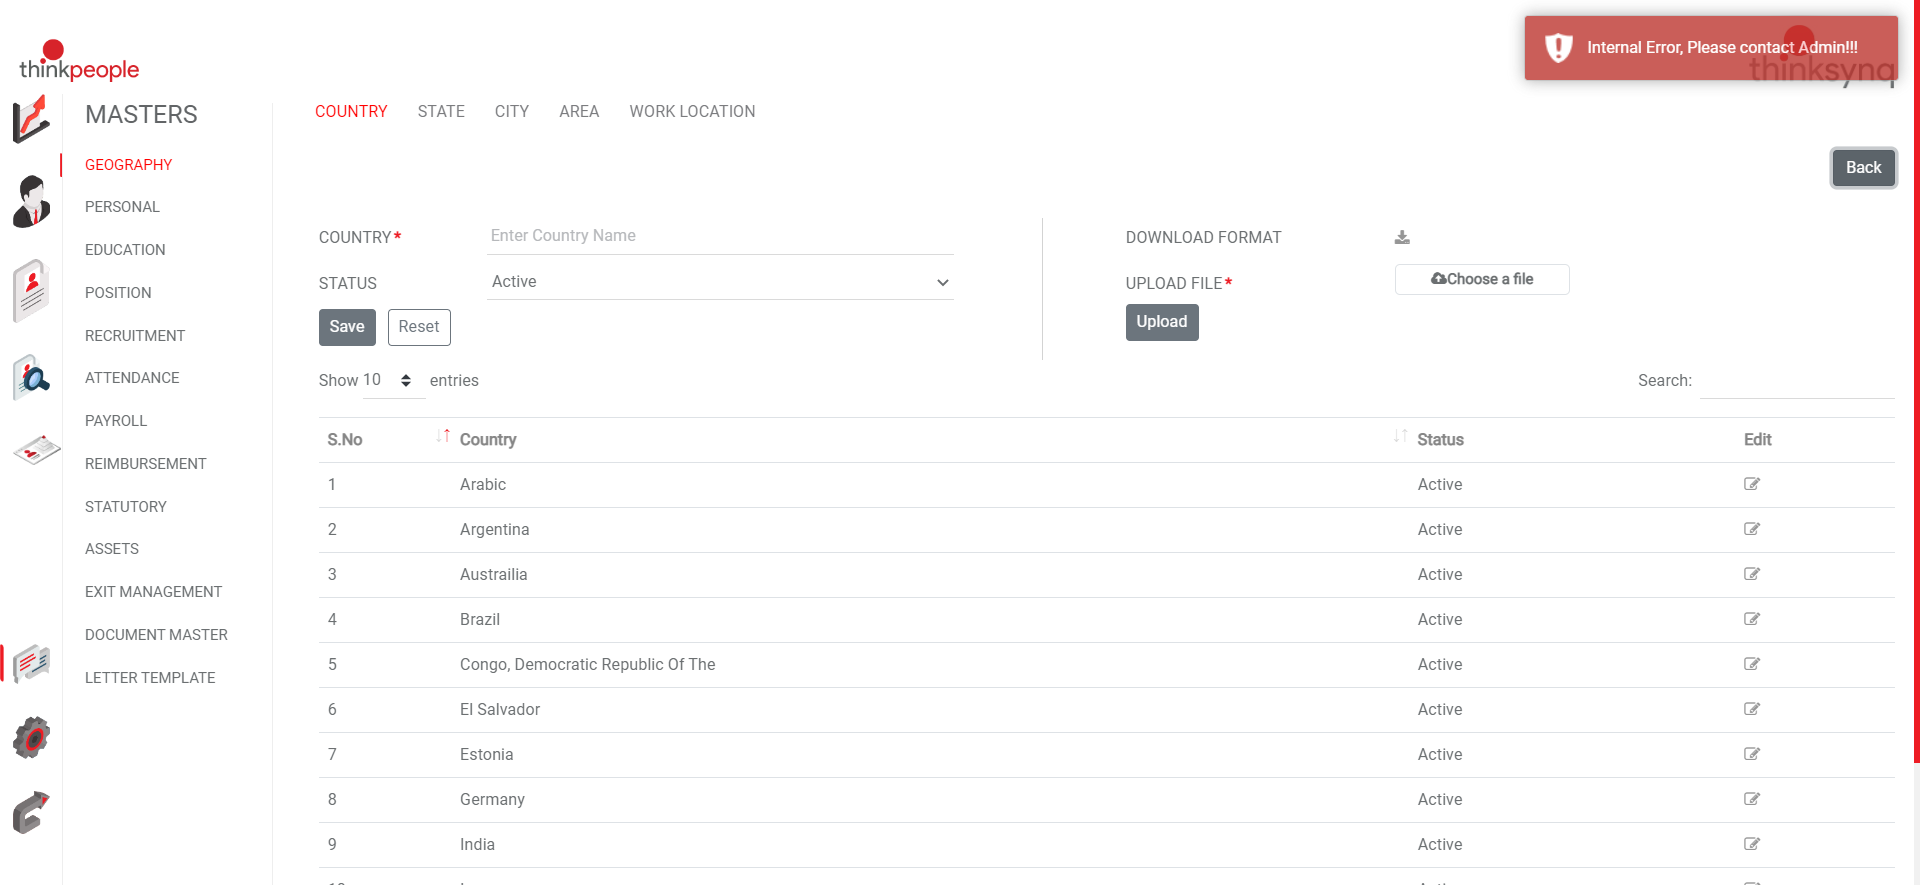 Internal Error, Please contact Admin!!!
thinkpeople
thinksynq
MASTERS
GEOGRAPHY
PERSONAL
EDUCATION
POSITION
RECRUITMENT
ATTENDANCE
PAYROLL
REIMBURSEMENT
STATUTORY
ASSETS
EXIT MANAGEMENT
DOCUMENT MASTER
LETTER TEMPLATE
COUNTRY STATE CITY AREA WORK LOCATION
Back
COUNTRY* Enter Country Name
STATUS Active
Save Reset
DOWNLOAD FORMAT
UPLOAD FILE* Choose a file
Upload
Show 10 entries
Search:
S.No Country Status Edit
1 Arabic Active
2 Argentina Active
3 Austrailia Active
4 Brazil Active
5 Congo, Democratic Republic Of The Active
6 El Salvador Active
7 Estonia Active
8 Germany Active
9 India Active